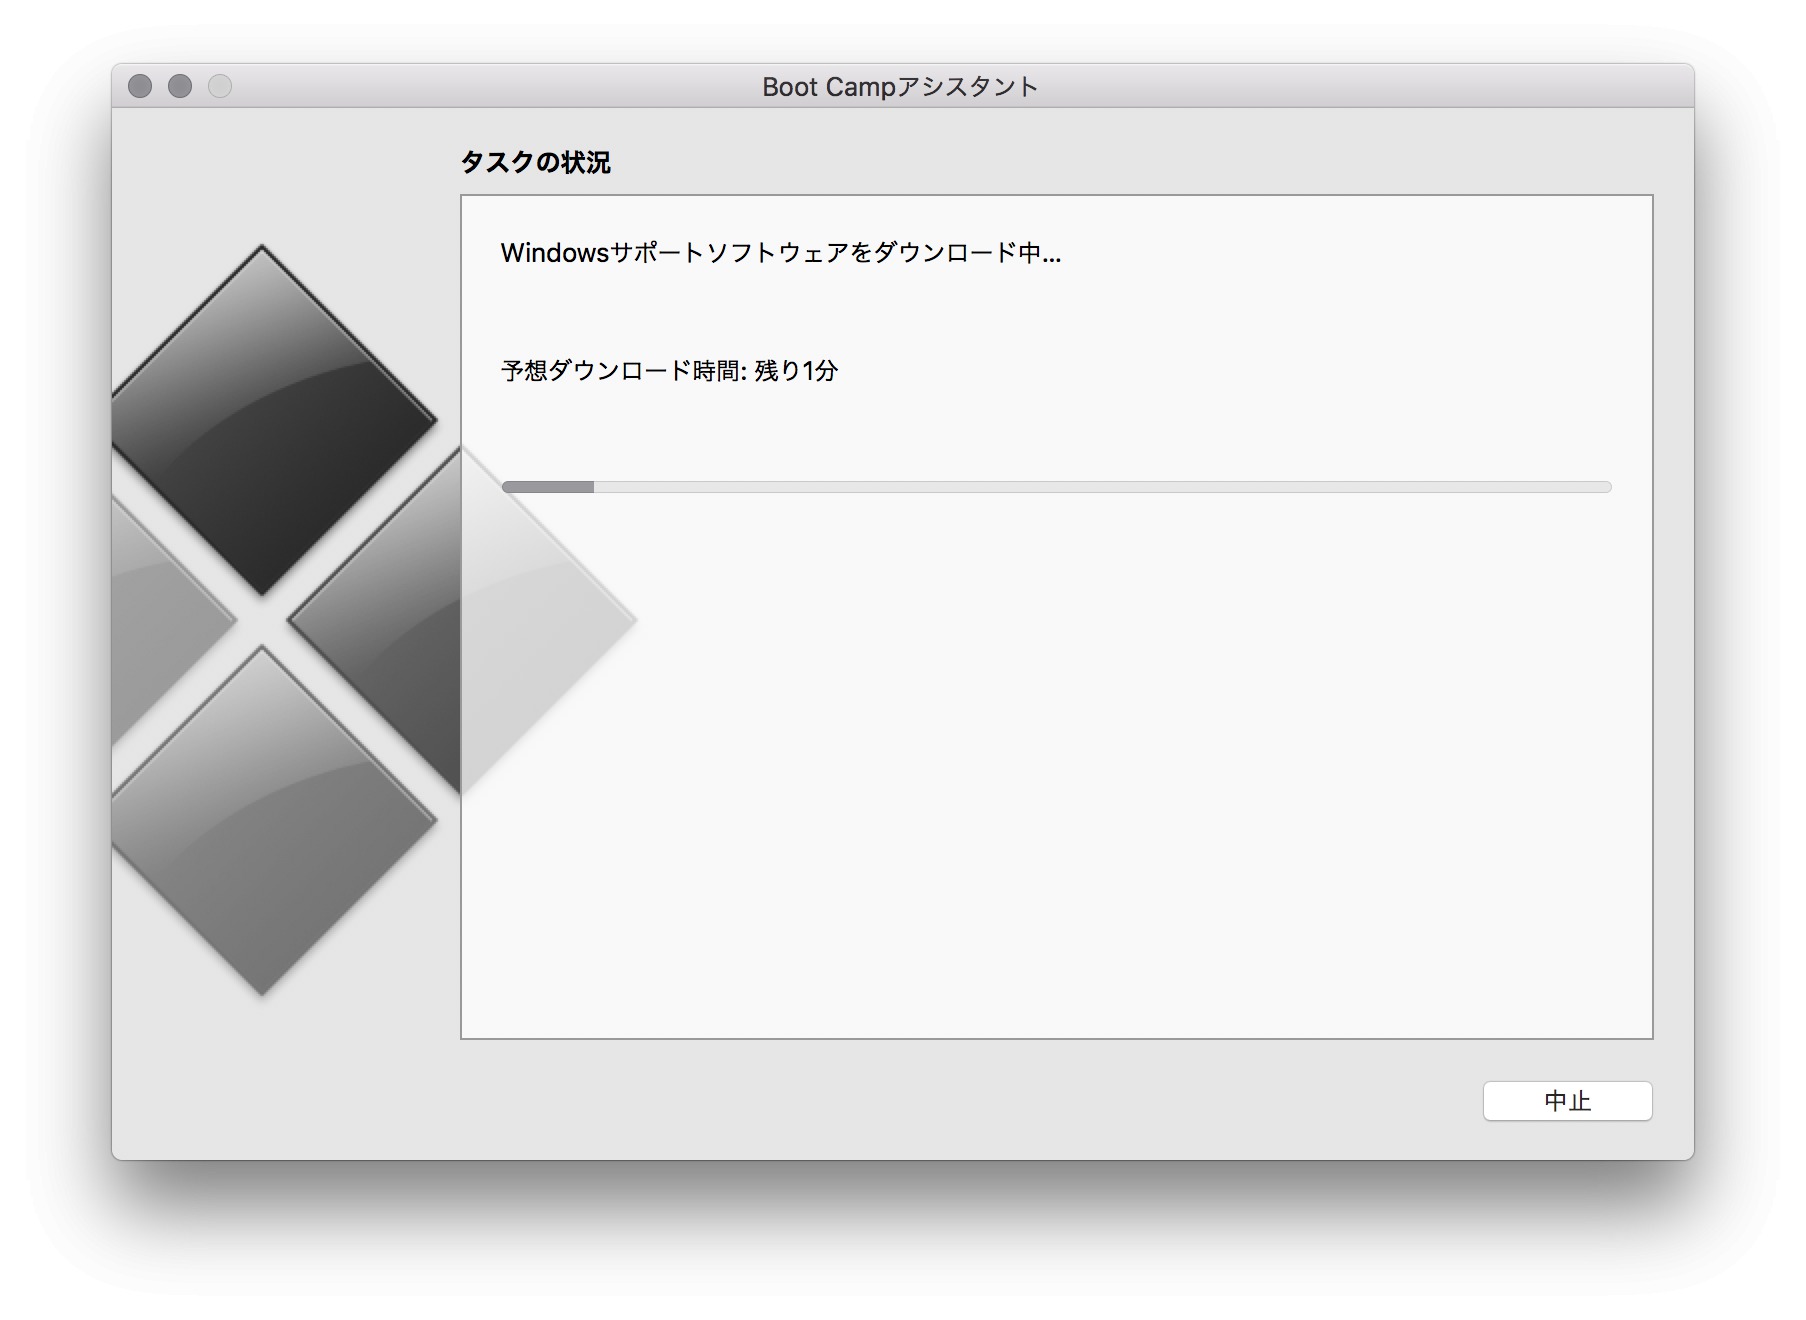 Boot Campアシスタント
タスクの状況
Windowsサポートソフトウェアをダウンロード中...
予想ダウンロード時間: 残り1分
中止